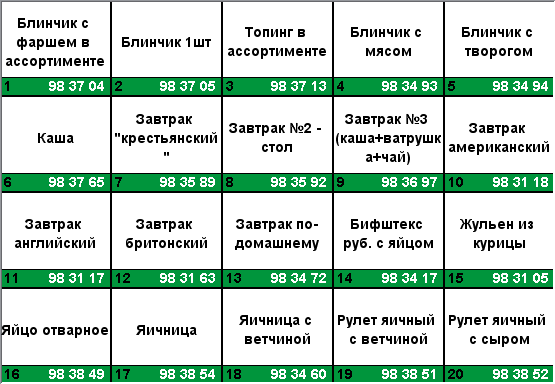 Блинчик с
фаршем в
ассортименте
1 98 37 04
Блинчик 1шт
2 98 37 05
Топинг в
ассортименте
3 98 37 13
Блинчик с
мясом
4 98 34 93
Блинчик с
творогом
5 98 34 94
Каша
6 98 37 65
Завтрак
"крестьянский
"
7 98 35 89
Завтрак №2 -
стол
8 98 35 92
Завтрак №3
(каша+ватрушк
а+чай)
9 98 36 97
Завтрак
американский
10 98 31 18
Завтрак
английский
11 98 31 17
Завтрак
бритонский
12 98 31 63
Завтрак по-
домашнему
13 98 34 72
Бифштекс
руб. с яйцом
14 98 34 17
Жульен из
курицы
15 98 31 05
Яйцо отварное
16 98 38 49
Яичница
17 98 38 54
Яичница с
ветчиной
18 98 34 60
Рулет яичный
с ветчиной
19 98 38 51
Рулет яичный
с сыром
20 98 38 52